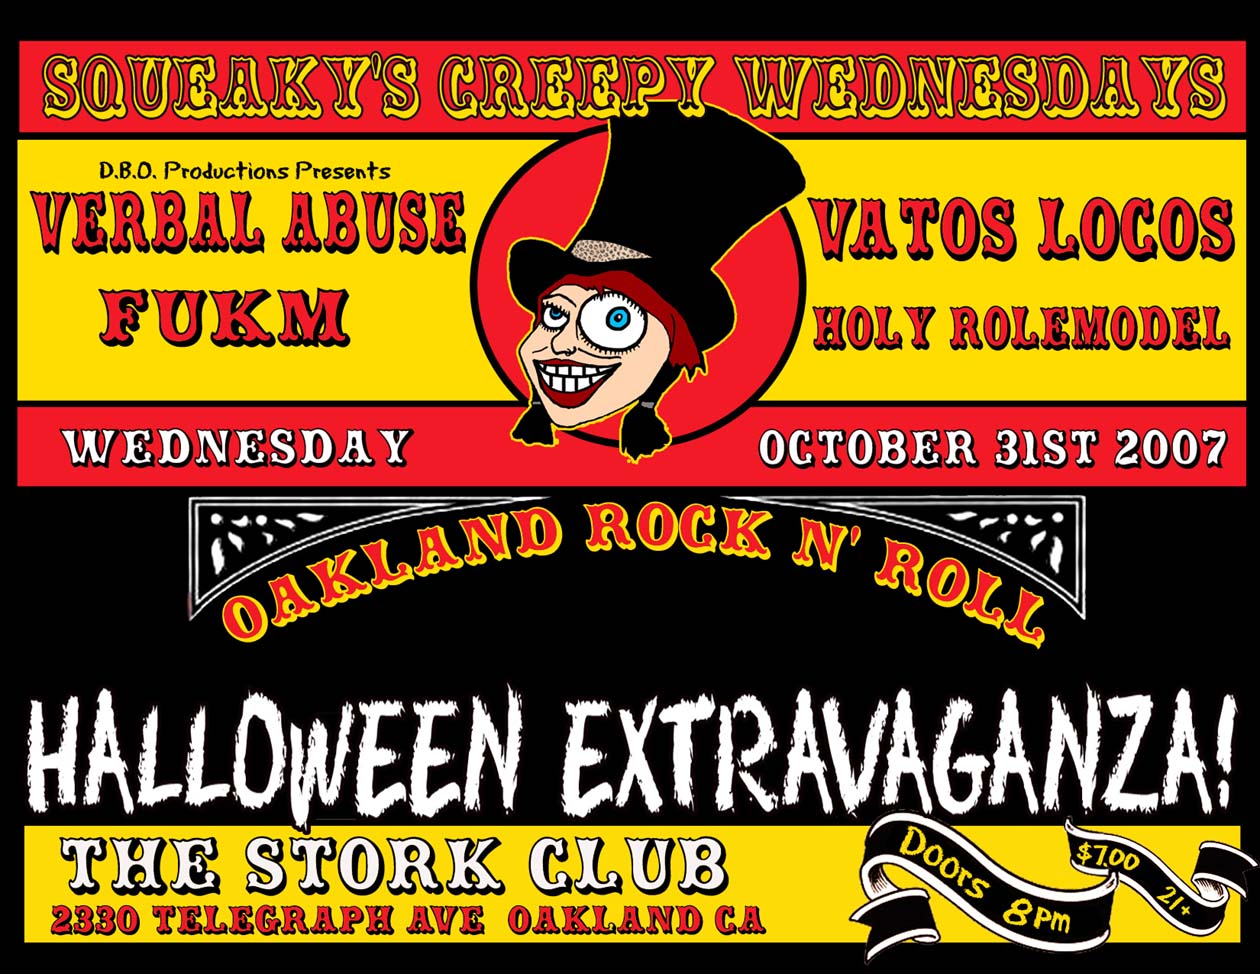 SQUEAKY'S CREEPY WEDNESDAYS
D.B.O. Productions Presents
VERBAL ABUSE
FUKM
VATOS LOCOS
HOLY ROLEMODEL
WEDNESDAY
OCTOBER 31ST 2007
OAKLAND ROCK N' ROLL
HALLOWEEN EXTRAVAGANZA!
THE STORK CLUB
2330 TELEGRAPH AVE OAKLAND CA
Doors 8pm
$7.00 21+